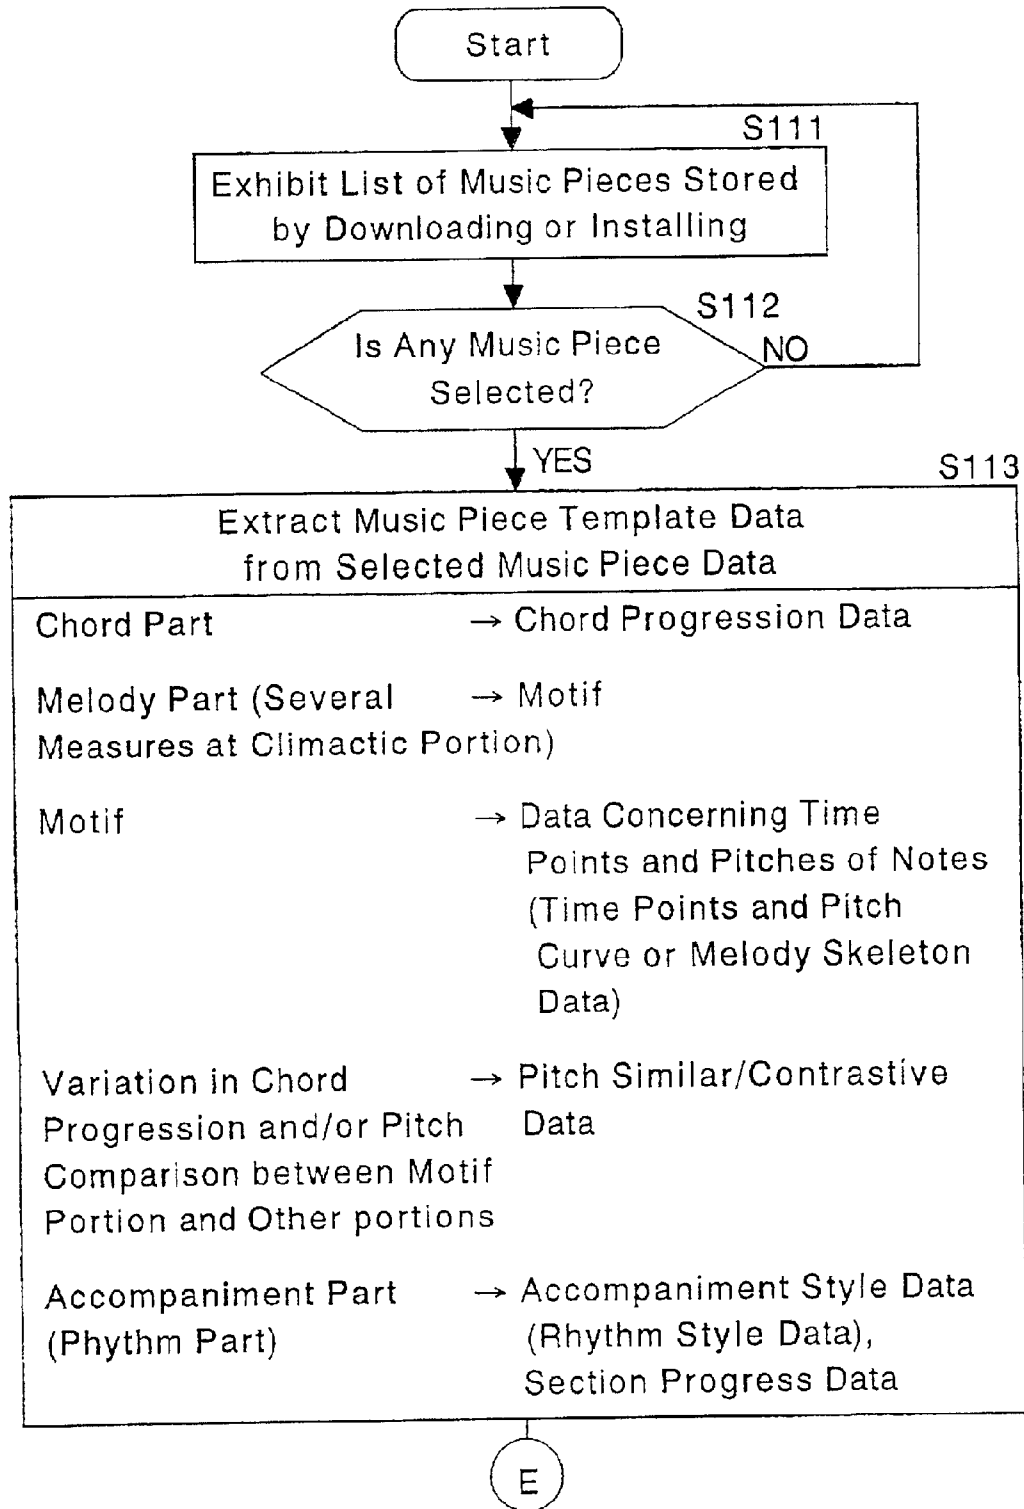 Start
S111
Exhibit List of Music Pieces Stored
by Downloading or Installing
S112
Is Any Music Piece
Selected?
NO
YES
S113
Extract Music Piece Template Data
from Selected Music Piece Data
Chord Part → Chord Progression Data
Melody Part (Several → Motif
Measures at Climactic Portion)
Motif → Data Concerning Time
Points and Pitches of Notes
(Time Points and Pitch
Curve or Melody Skeleton
Data)
Variation in Chord → Pitch Similar/Contrastive
Progression and/or Pitch Data
Comparison between Motif
Portion and Other portions
Accompaniment Part → Accompaniment Style Data
(Phythm Part) (Rhythm Style Data),
Section Progress Data
E